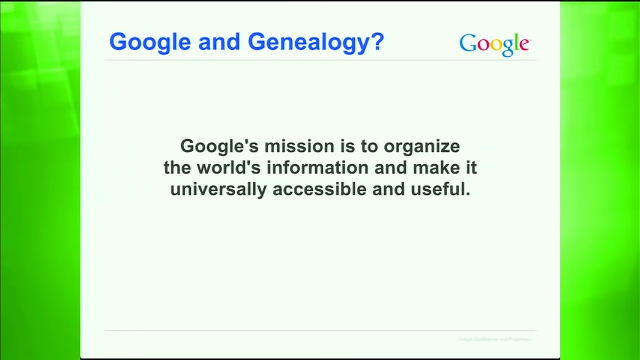 Google and Genealogy?
Google
Google's mission is to organize
the world's information and make it
universally accessible and useful.